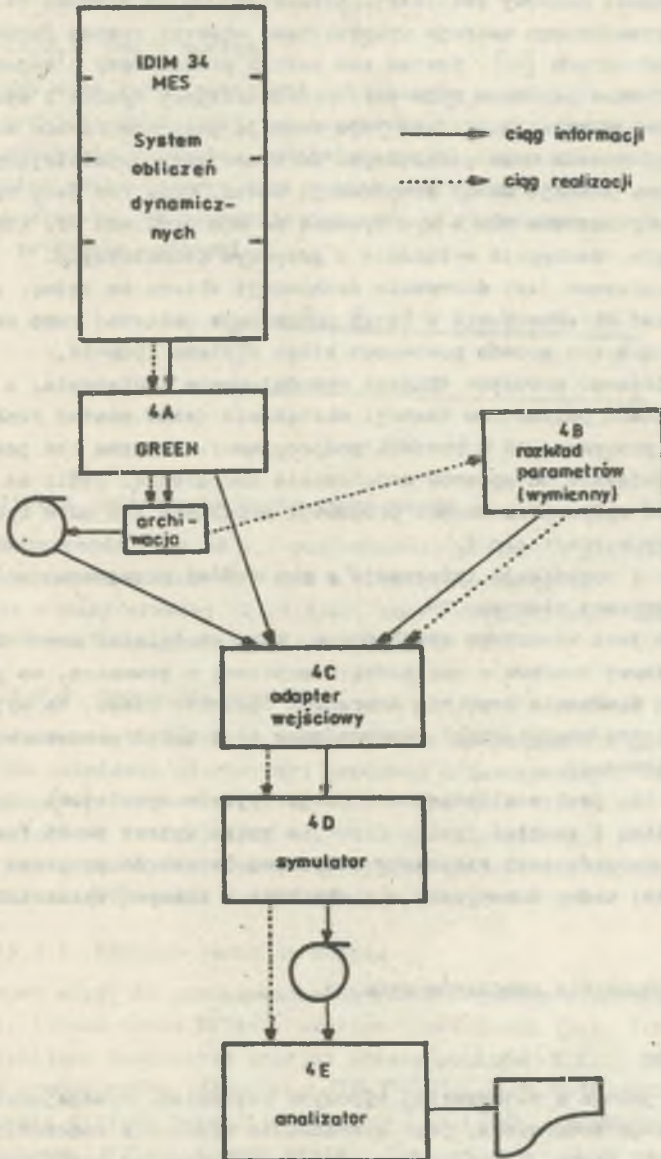 IDIM 34
MES
System
obliczeń
dynamicz-
nych
ciąg informacji
ciąg realizacji
4A
GREEN
4B
rozkład
parametrów
(wymienny)
archi-
wacja
4C
adapter
wejściowy
4D
symulator
4E
analizator